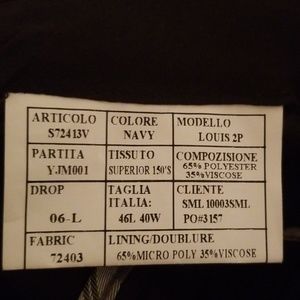 ARTICOLO
S72413V
COLORE
NAVY
MODELLO
LOUIS 2P
PARTITA
YJM001
TISSUTO
SUPERIOR 150'S
COMPOZISIONE
65% POLYESTER
35%VISCOSE
DROP
06-L
TAGLIA
ITALIA:
46L 40W
CLIENTE
SML 10003SML
PO#3157
FABRIC
72403
LINING/DOUBLURE
65%MICRO POLY 35%VISCOSE